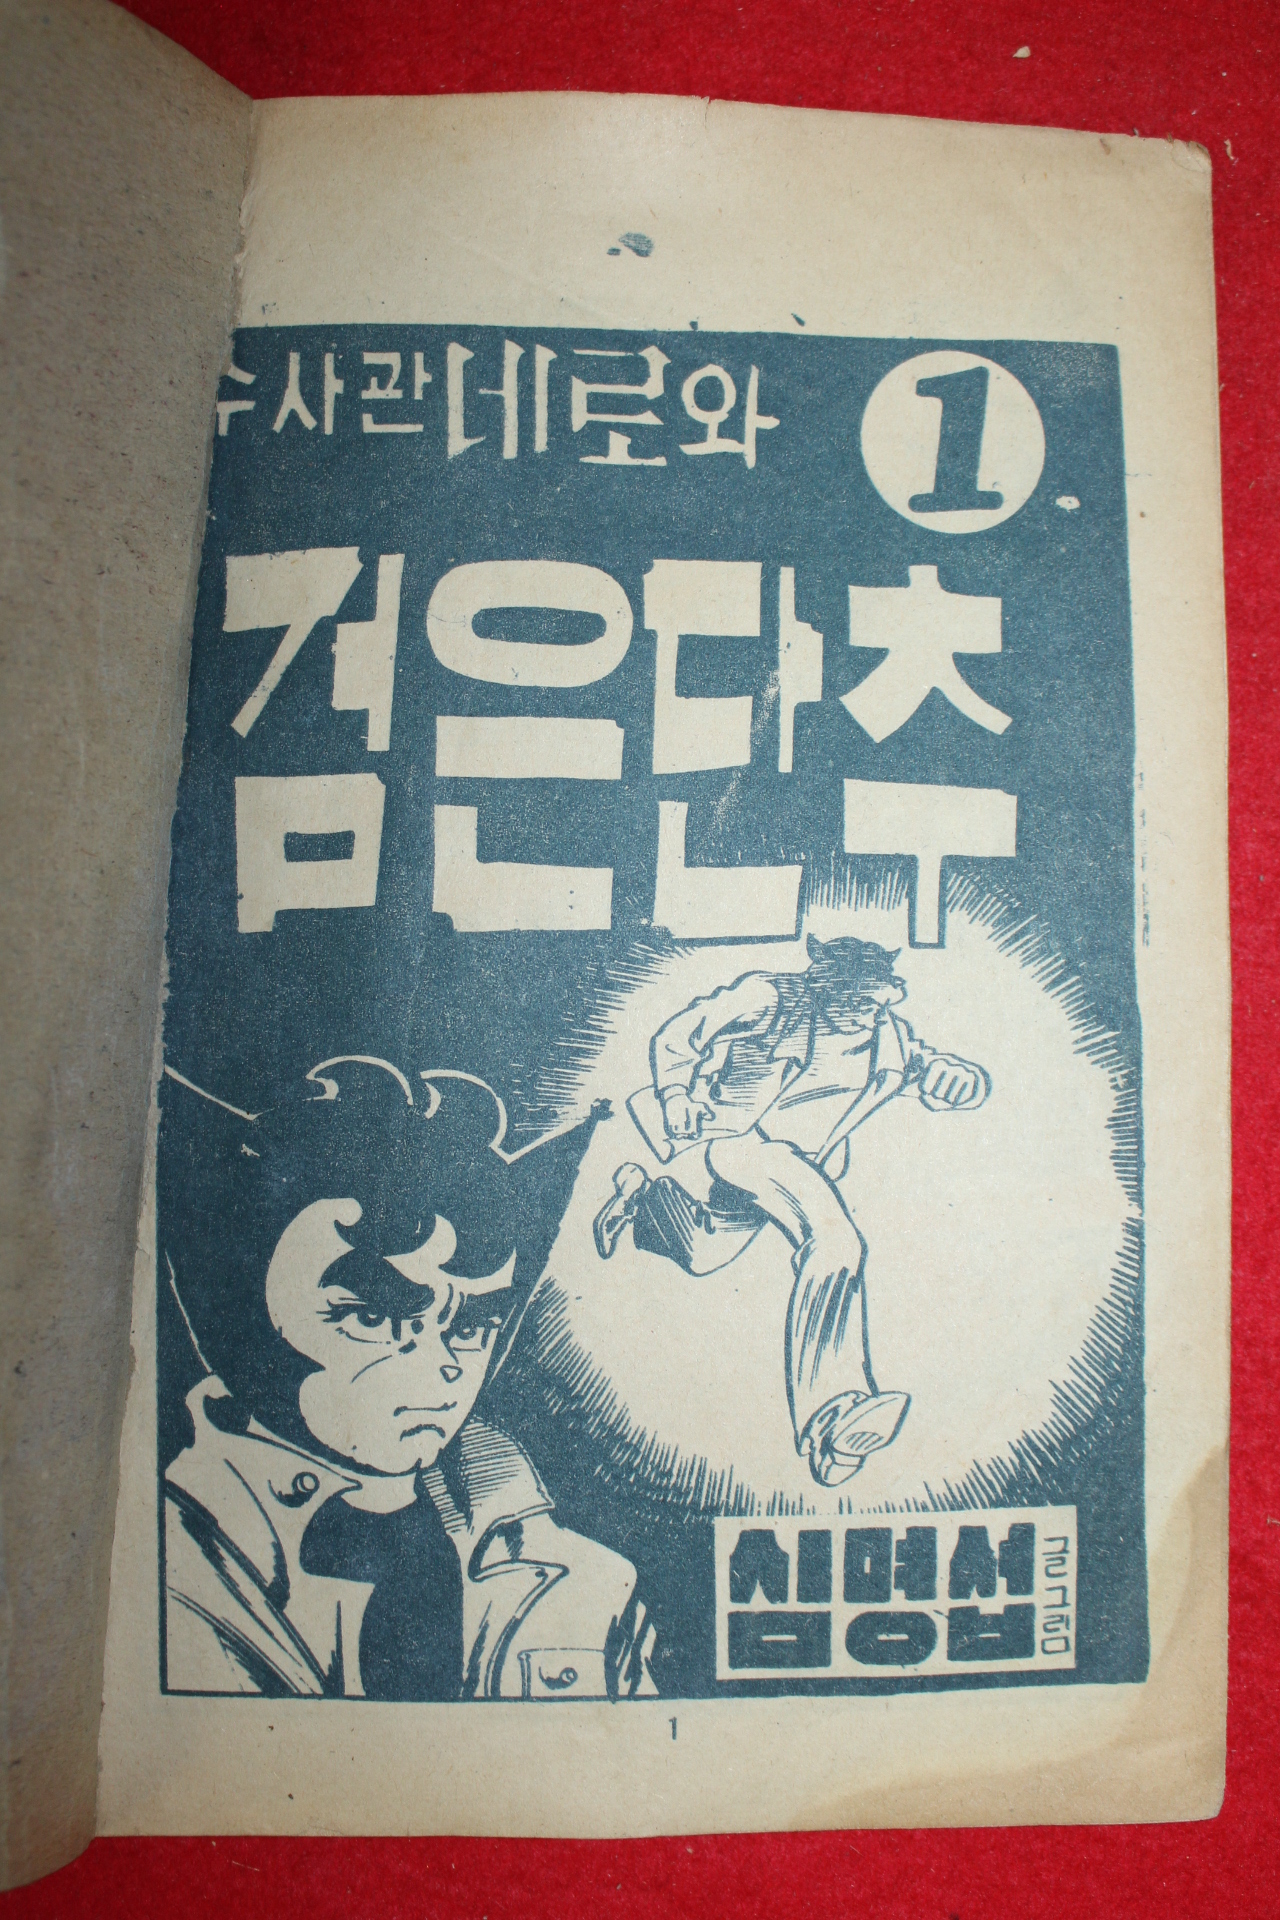 수사관 네로와
1
검은단추
심명섭
글 그림
1